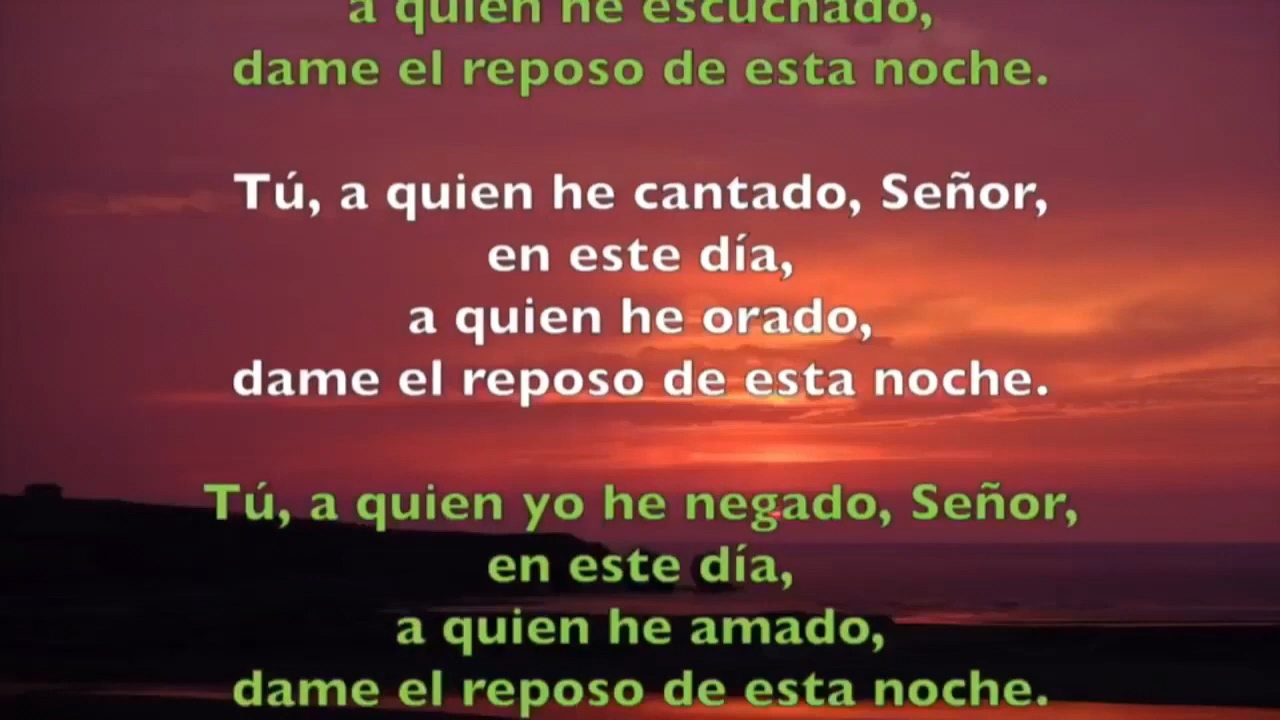 a quien he escuchado,
dame el reposo de esta noche.
Tú, a quien he cantado, Señor,
en este día,
a quien he orado,
dame el reposo de esta noche.
Tú, a quien yo he negado, Señor,
en este día,
a quien he amado,
dame el reposo de esta noche.